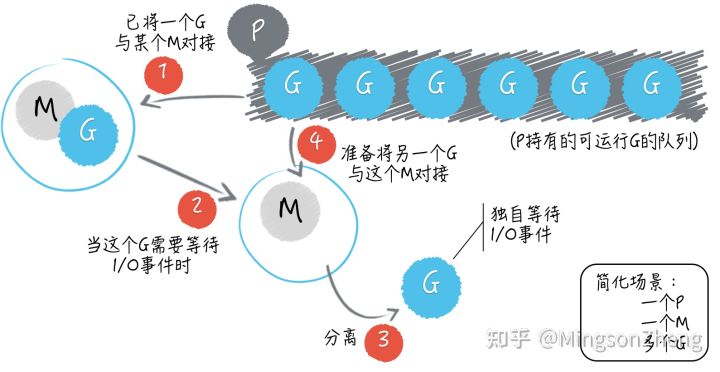 已将一个G
与某个M对接
P
1
G G G G G G
M
G
(P持有的可运行G的队列)
4
准备将另一个G
与这个M对接
2
当这个G需要等待
I/O事件时
M
独自等待
I/O事件
G
分离
3
简化场景：
一个P
一个M
多个G
知乎 @MingsonZheng